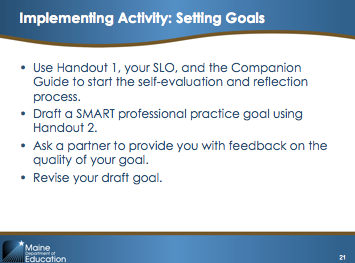 Implementing Activity: Setting Goals
• Use Handout 1, your SLO, and the Companion
Guide to start the self-evaluation and reflection
process.
• Draft a SMART professional practice goal using
Handout 2.
• Ask a partner to provide you with feedback on the
quality of your goal.
• Revise your draft goal.
Maine
Department of
Education
21